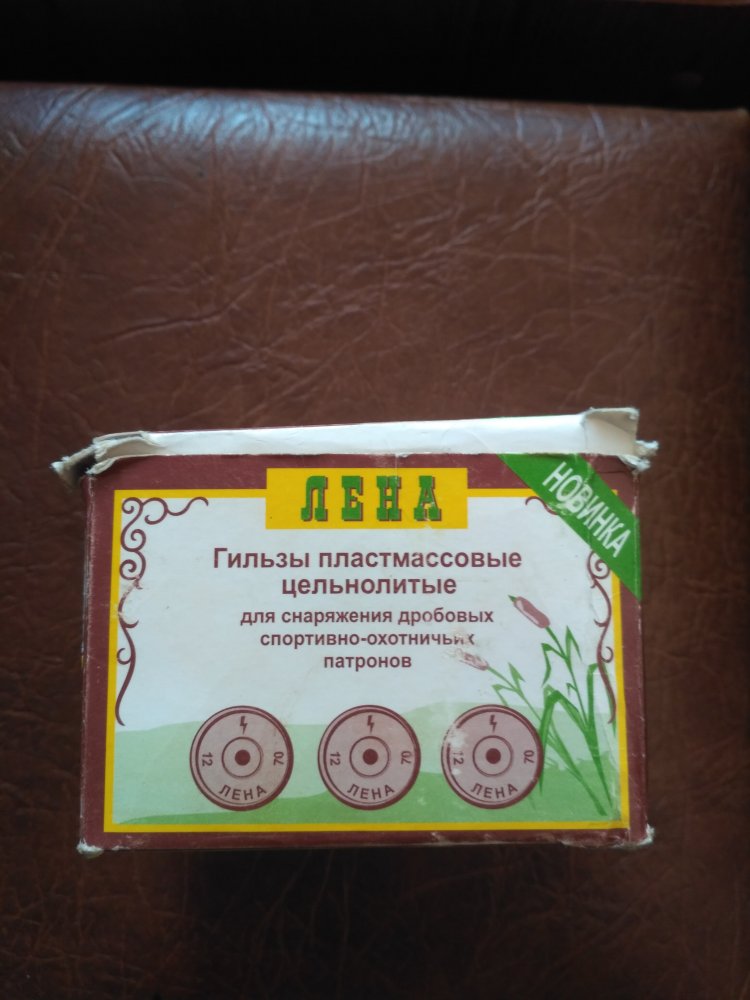 ЛЕНА
НОВИНКА
Гильзы пластмассовые
цельнолитые
для снаряжения дробовых
спортивно-охотничьих
патронов
12 70
ЛЕНА
12 70
ЛЕНА
12 70
ЛЕНА